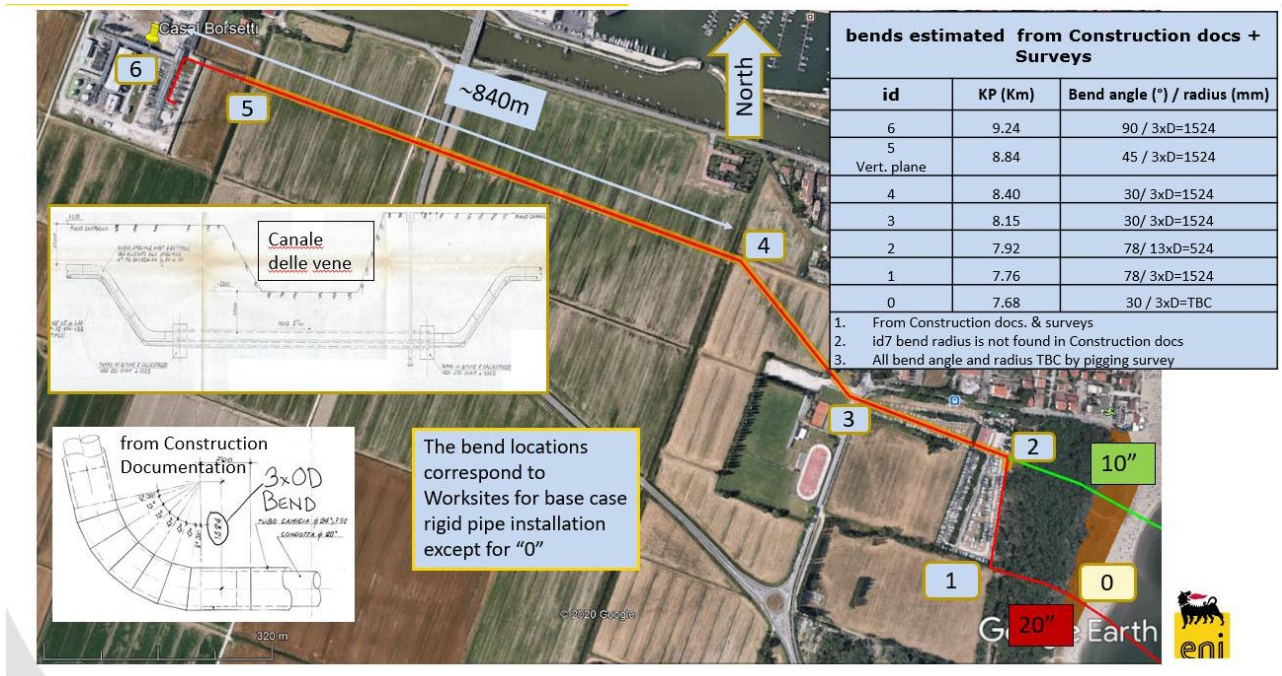 Casal Borsetti
6
5
~840m
North
4
3
2
1
0
10”
20”
bends estimated from Construction docs +
Surveys
id KP (Km) Bend angle (°) / radius (mm)
6 9.24 90 / 3xD=1524
5
Vert. plane 8.84 45 / 3xD=1524
4 8.40 30/ 3xD=1524
3 8.15 30/ 3xD=1524
2 7.92 78/ 13xD=524
1 7.76 78/ 3xD=1524
0 7.68 30 / 3xD=TBC
1. From Construction docs. & surveys
2. id7 bend radius is not found in Construction docs
3. All bend angle and radius TBC by pigging survey
Canale
delle vene
PIANO CAMPAGNA
from Construction
Documentation
3xOD
BEND
1524
TUBO CAMICIA
CONDOTTA ø 20"
The bend locations
correspond to
Worksites for base case
rigid pipe installation
except for “0”
© 2020 Google
320 m
Google Earth
eni